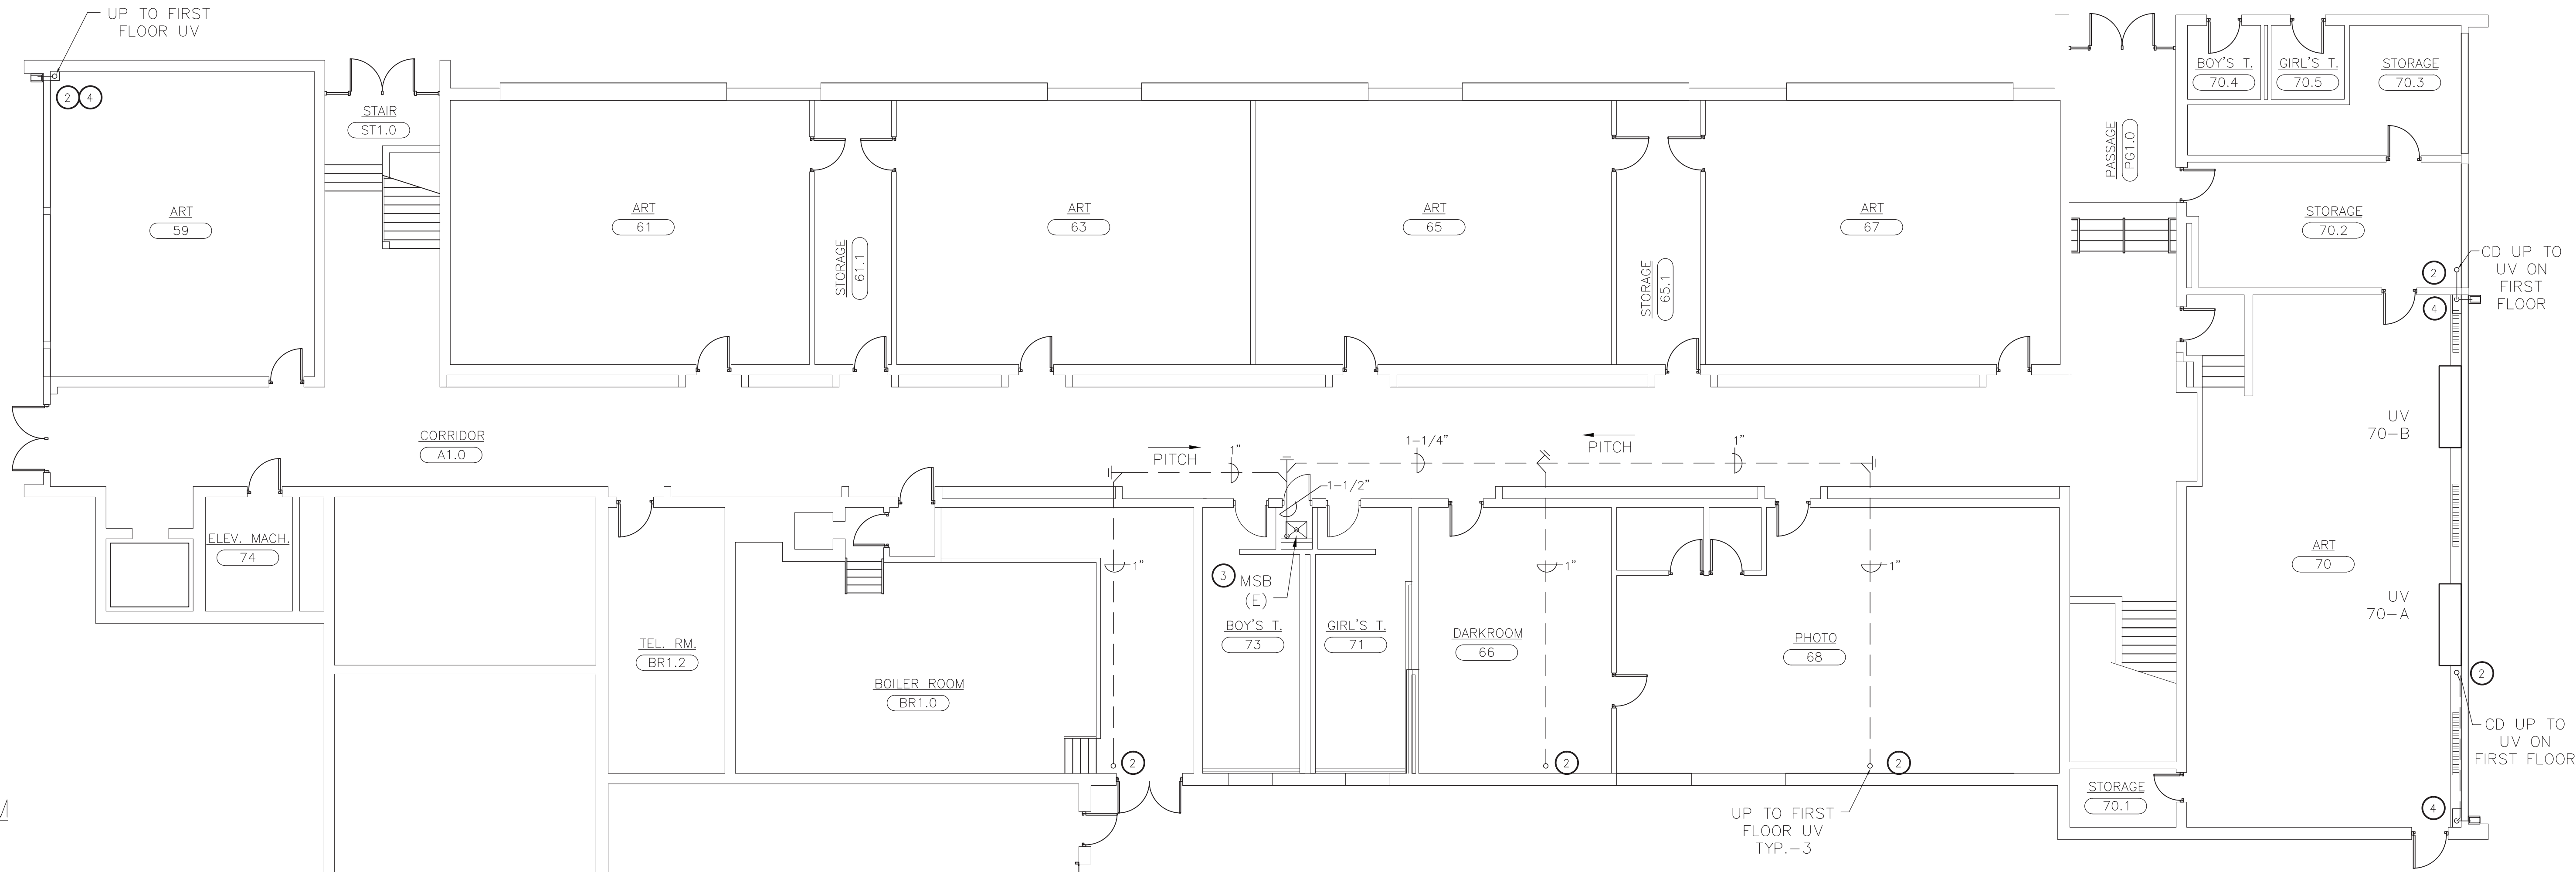 UP TO FIRST
FLOOR UV
2
4
STAIR
ST1.0
ART
59
ART
61
STORAGE
61.1
ART
63
ART
65
STORAGE
65.1
ART
67
PASSAGE
PG1.0
BOY'S T.
70.4
GIRL'S T.
70.5
STORAGE
70.3
STORAGE
70.2
2
4
CD UP TO
UV ON
FIRST
FLOOR
CORRIDOR
A1.0
PITCH
1"
1-1/4"
PITCH
1"
1-1/2"
UV
70-B
ELEV. MACH.
74
1"
3
MSB
(E)
1"
1"
ART
70
UV
70-A
TEL. RM.
BR1.2
BOILER ROOM
BR1.0
BOY'S T.
73
GIRL'S T.
71
DARKROOM
66
PHOTO
68
2
2
2
2
CD UP TO
UV ON
FIRST FLOOR
UP TO FIRST
FLOOR UV
TYP.-3
STORAGE
70.1
4
M